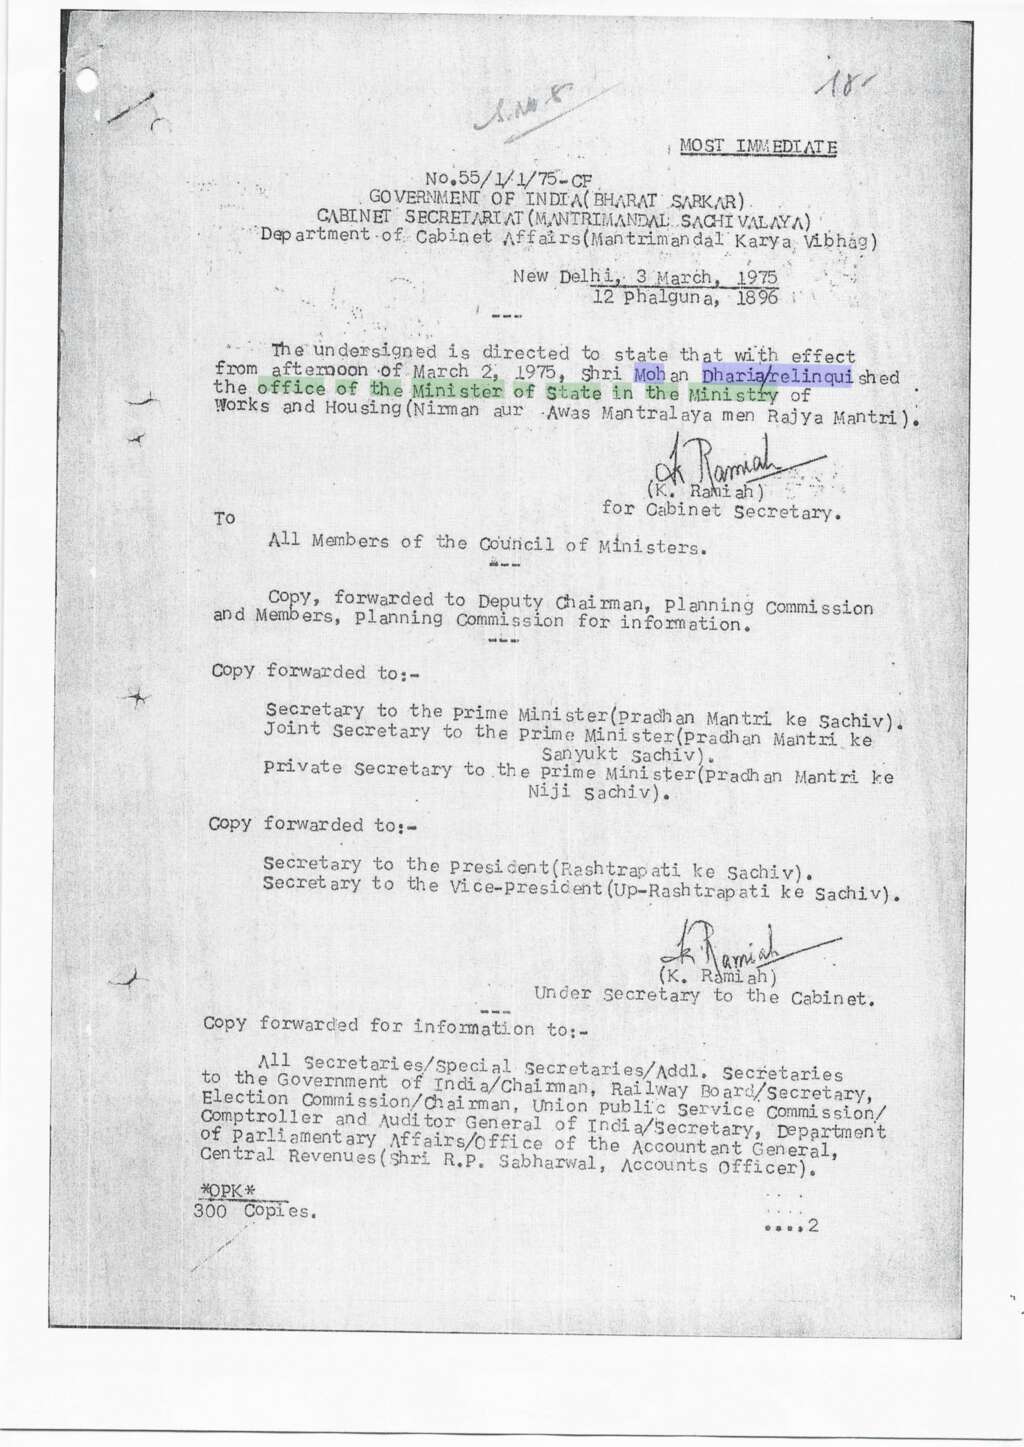 S.No 8
18
MOST IMMEDIATE
No.55/1/1/75-CF
GOVERNMENT OF INDIA(BHARAT SARKAR)
CABINET SECRETARIAT(MANTRIMANDAL SACHIVALAYA)
Department of Cabinet Affairs(Mantrimandal Karya Vibhag)
New Delhi, 3 March, 1975
12 Phalguna, 1896
---
The undersigned is directed to state that with effect
from afternoon of March 2, 1975, Shri Mohan Dharia/relinquished
the office of the Minister of State in the Ministry of
Works and Housing(Nirman aur Awas Mantralaya men Rajya Mantri).
K Ramiah
(K. Ramiah)
for Cabinet Secretary.
To
All Members of the Council of Ministers.
---
Copy, forwarded to Deputy Chairman, Planning Commission
and Members, Planning Commission for information.
---
Copy forwarded to:-
Secretary to the Prime Minister(Pradhan Mantri ke Sachiv).
Joint Secretary to the Prime Minister(Pradhan Mantri ke
Sanyukt Sachiv).
Private Secretary to the Prime Minister(Pradhan Mantri ke
Niji Sachiv).
Copy forwarded to:-
Secretary to the President(Rashtrapati ke Sachiv).
Secretary to the Vice-President(Up-Rashtrapati ke Sachiv).
K Ramiah
(K. Ramiah)
Under Secretary to the Cabinet.
---
Copy forwarded for information to:-
All Secretaries/Special Secretaries/Addl. Secretaries
to the Government of India/Chairman, Railway Board/Secretary,
Election Commission/Chairman, Union Public Service Commission/
Comptroller and Auditor General of India/Secretary, Department
of Parliamentary Affairs/Office of the Accountant General,
Central Revenues(Shri R.P. Sabharwal, Accounts Officer).
*OPK*
300 Copies.
....2